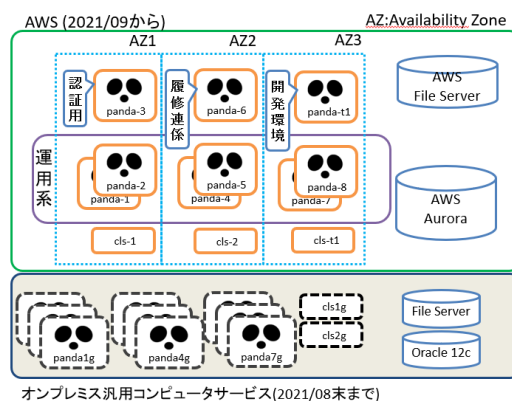 AWS (2021/09から)
AZ:Availability Zone
AZ1
AZ2
AZ3
認証用
panda-3
履修連係
panda-6
開発環境
panda-t1
AWS
File Server
運用系
panda-2
panda-1
panda-5
panda-4
panda-8
panda-7
AWS
Aurora
cls-1
cls-2
cls-t1
panda1g
panda4g
panda7g
cls1g
cls2g
File Server
Oracle 12c
オンプレミス汎用コンピュータサービス(2021/08末まで)